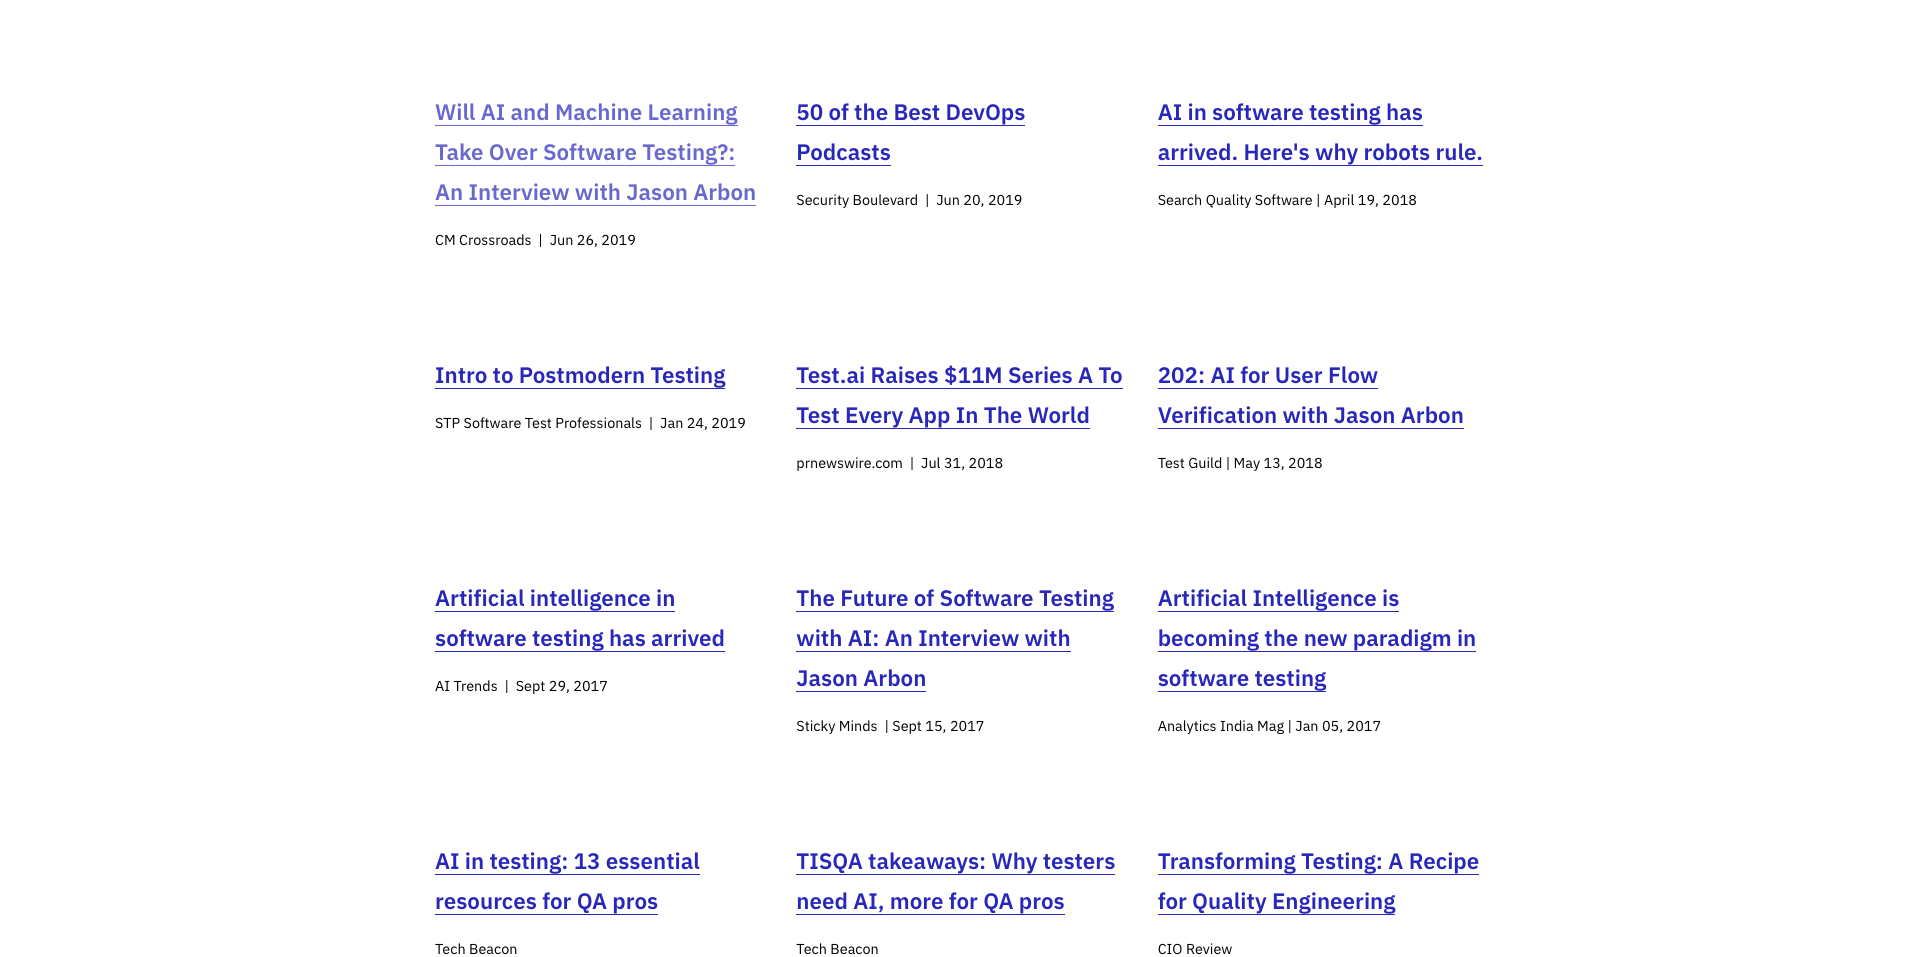 Will AI and Machine Learning
Take Over Software Testing?:
An Interview with Jason Arbon
CM Crossroads | Jun 26, 2019
50 of the Best DevOps
Podcasts
Security Boulevard | Jun 20, 2019
AI in software testing has
arrived. Here's why robots rule.
Search Quality Software | April 19, 2018
Intro to Postmodern Testing
STP Software Test Professionals | Jan 24, 2019
Test.ai Raises $11M Series A To
Test Every App In The World
prnewswire.com | Jul 31, 2018
202: AI for User Flow
Verification with Jason Arbon
Test Guild | May 13, 2018
Artificial intelligence in
software testing has arrived
AI Trends | Sept 29, 2017
The Future of Software Testing
with AI: An Interview with
Jason Arbon
Sticky Minds | Sept 15, 2017
Artificial Intelligence is
becoming the new paradigm in
software testing
Analytics India Mag | Jan 05, 2017
AI in testing: 13 essential
resources for QA pros
Tech Beacon
TISQA takeaways: Why testers
need AI, more for QA pros
Tech Beacon
Transforming Testing: A Recipe
for Quality Engineering
CIO Review